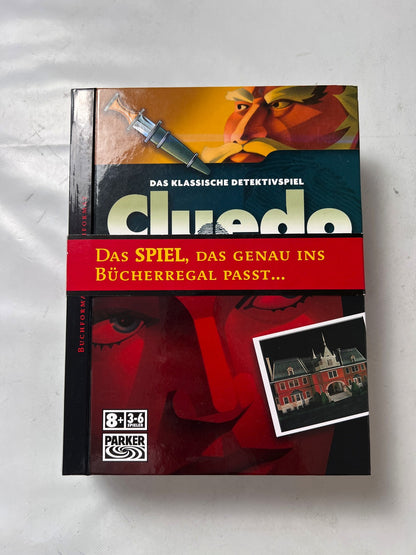 DAS KLASSISCHE DETEKTIVSPIEL
Cluedo
DAS SPIEL, DAS GENAU INS
BÜCHERREGAL PASST...
8+
3-6
SPIELER
PARKER